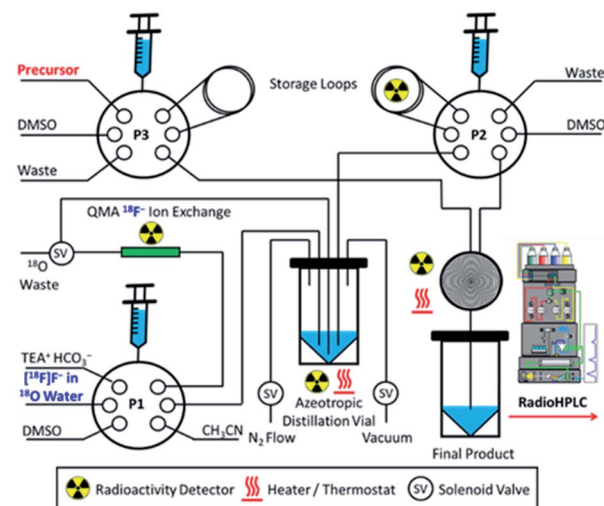 Precursor
DMSO
Waste
P3
Storage Loops
P2
Waste
DMSO
QMA ¹⁸F⁻ Ion Exchange
SV
¹⁸O
Waste
TEA⁺ HCO₃⁻
[¹⁸F]F⁻ in
¹⁸O Water
DMSO
P1
CH₃CN
SV
N₂ Flow
Azeotropic
Distillation Vial
SV
Vacuum
Final Product
RadioHPLC
Radioactivity Detector
Heater / Thermostat
SV
Solenoid Valve